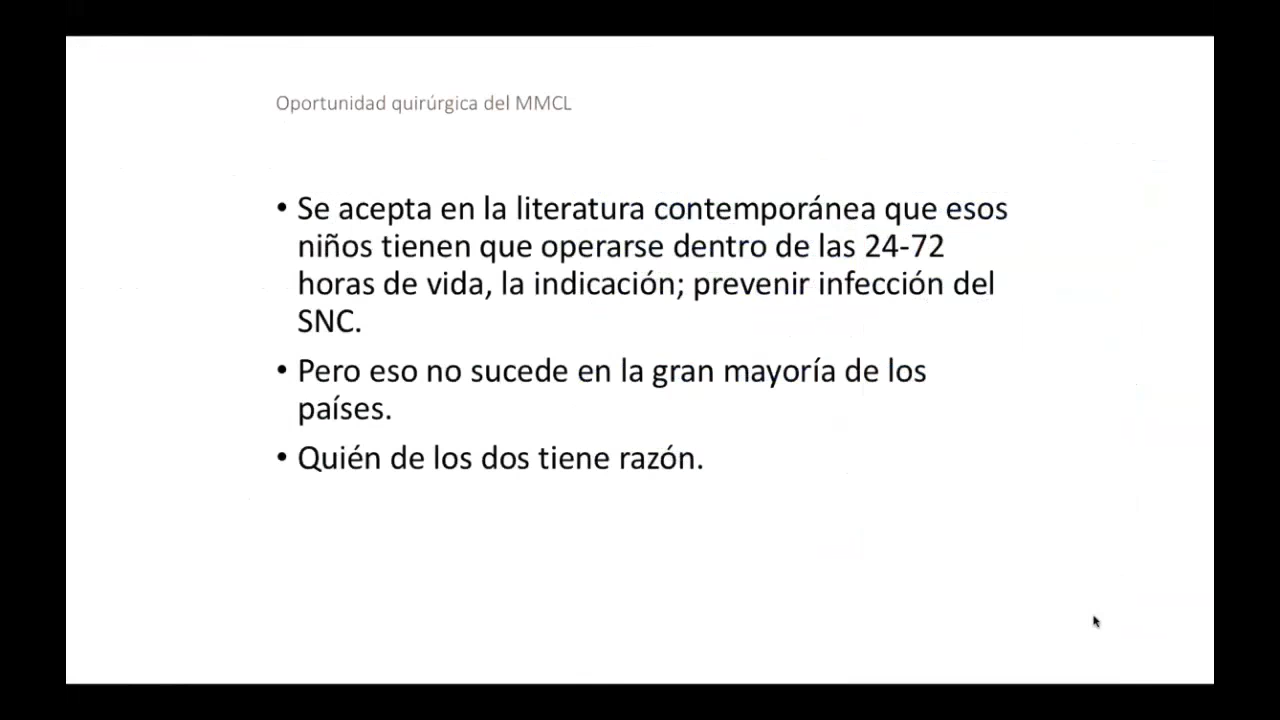 Oportunidad quirúrgica del MMCL
• Se acepta en la literatura contemporánea que esos
niños tienen que operarse dentro de las 24-72
horas de vida, la indicación; prevenir infección del
SNC.
• Pero eso no sucede en la gran mayoría de los
países.
• Quién de los dos tiene razón.